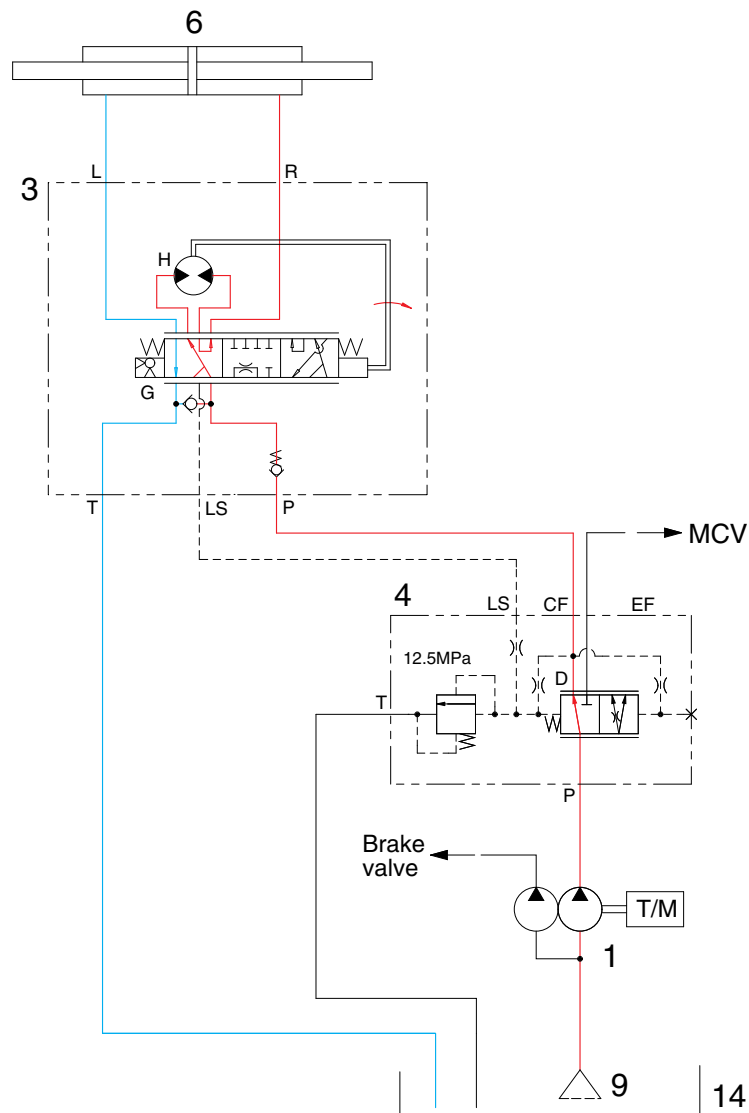 6
L R
3
H
G
T LS P
MCV
4
LS CF EF
12.5MPa
D
T
P
Brake
valve
T/M
1
9
14